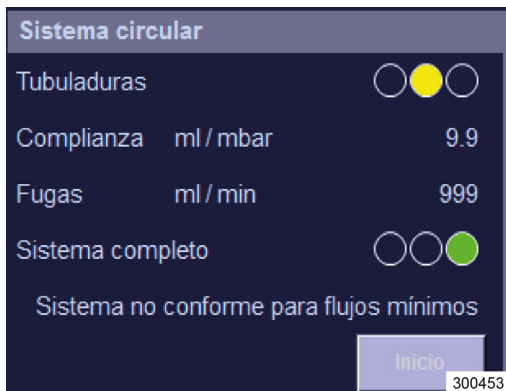 Sistema circular
Tubuladuras
Complianza ml / mbar 9.9
Fugas ml / min 999
Sistema completo
Sistema no conforme para flujos mínimos
Inicio
300453